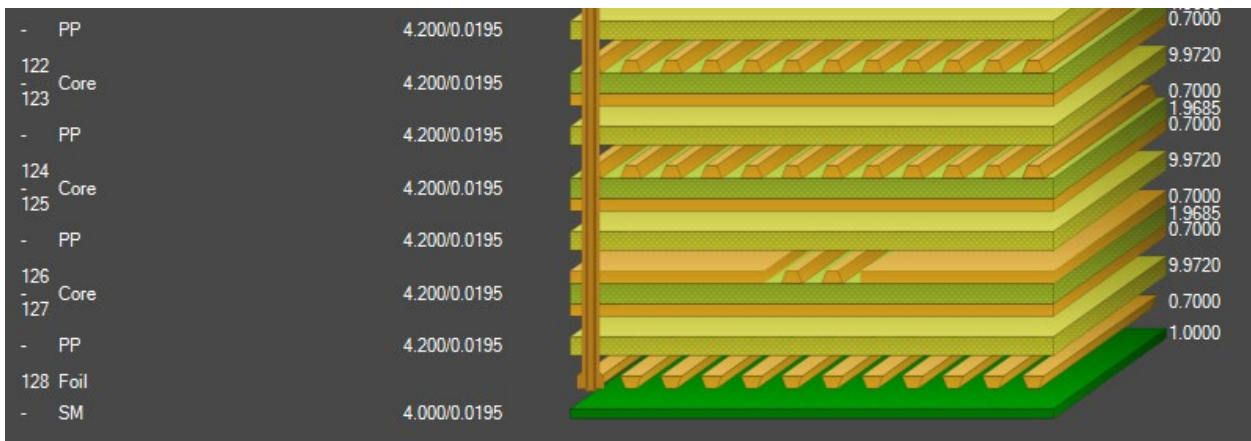 - PP 4.200/0.0195 0.7000
122 - 123 Core 4.200/0.0195 9.9720
0.7000
1.9685
- PP 4.200/0.0195 0.7000
124 - 125 Core 4.200/0.0195 9.9720
0.7000
1.9685
- PP 4.200/0.0195 0.7000
126 - 127 Core 4.200/0.0195 9.9720
0.7000
- PP 4.200/0.0195 1.0000
128 Foil
- SM 4.000/0.0195